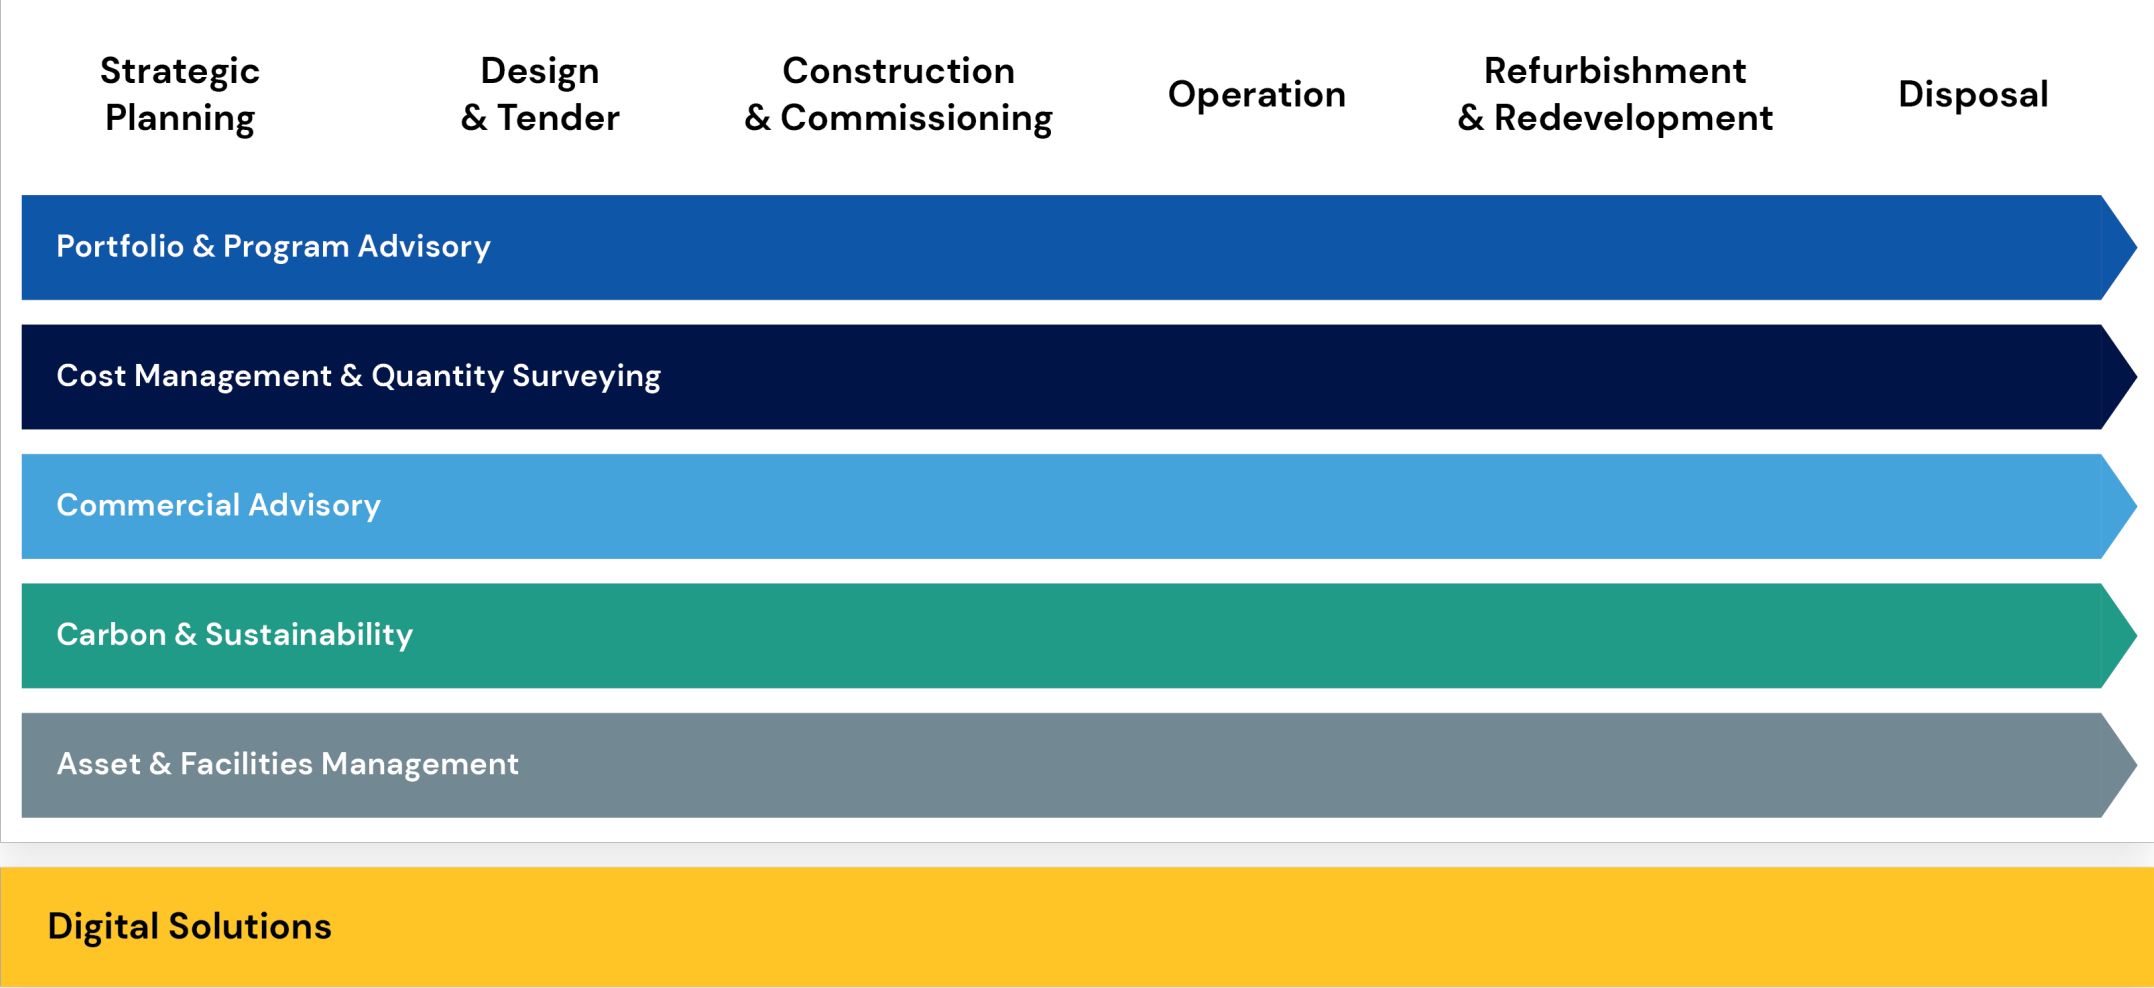 Strategic
Planning
Design
& Tender
Construction
& Commissioning
Operation
Refurbishment
& Redevelopment
Disposal
Portfolio & Program Advisory
Cost Management & Quantity Surveying
Commercial Advisory
Carbon & Sustainability
Asset & Facilities Management
Digital Solutions